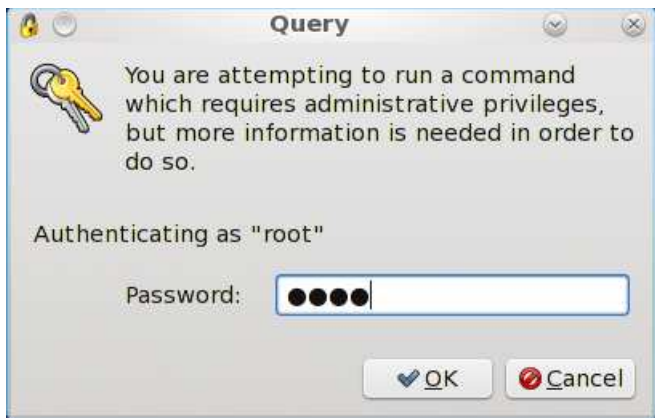 Query
You are attempting to run a command
which requires administrative privileges,
but more information is needed in order to
do so.
Authenticating as "root"
Password: ●●●●
OK Cancel